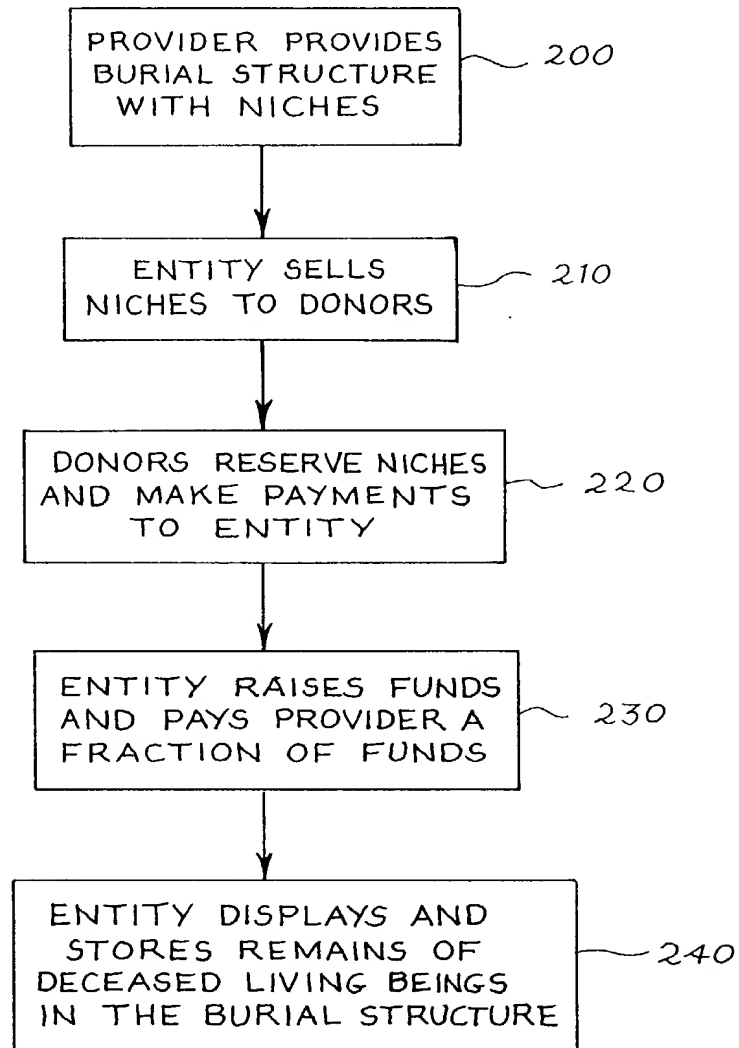 PROVIDER PROVIDES
BURIAL STRUCTURE
WITH NICHES
200
ENTITY SELLS
NICHES TO DONORS
210
DONORS RESERVE NICHES
AND MAKE PAYMENTS
TO ENTITY
220
ENTITY RAISES FUNDS
AND PAYS PROVIDER A
FRACTION OF FUNDS
230
ENTITY DISPLAYS AND
STORES REMAINS OF
DECEASED LIVING BEINGS
IN THE BURIAL STRUCTURE
240